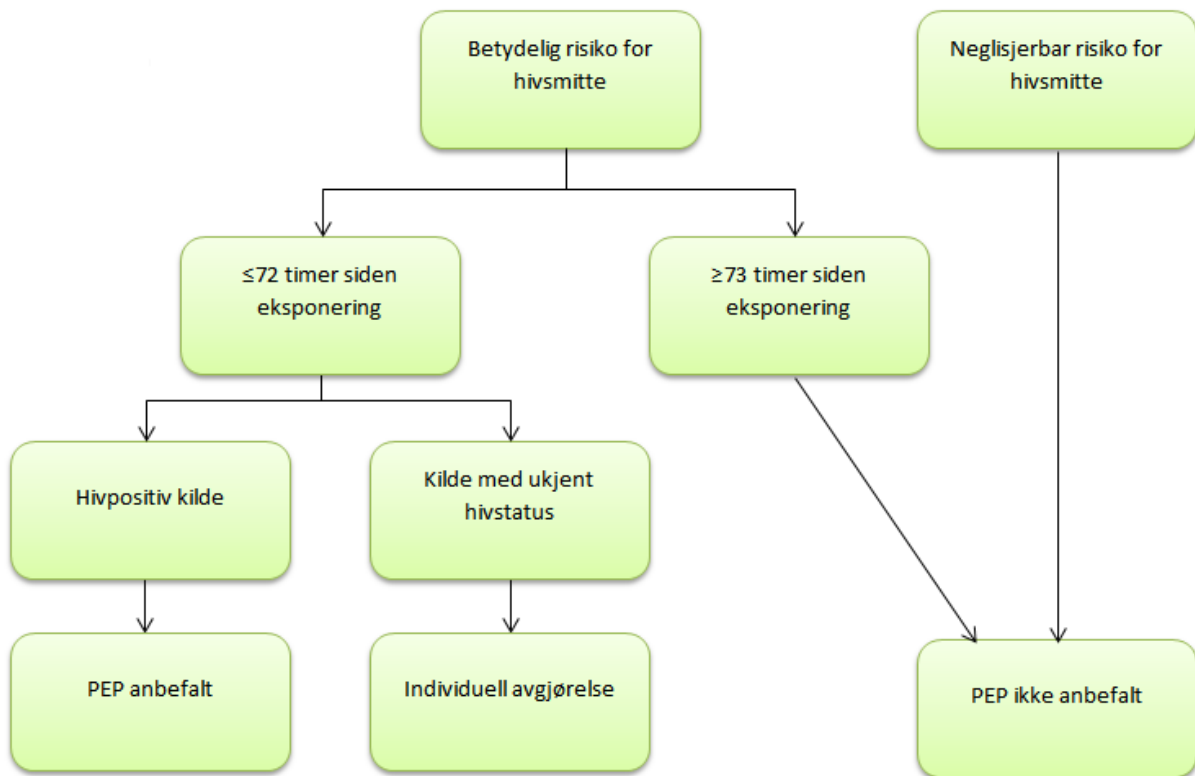 Betydelig risiko for
hivsmitte
Neglisjerbar risiko for
hivsmitte
≤72 timer siden
eksponering
≥73 timer siden
eksponering
Hivpositiv kilde
Kilde med ukjent
hivstatus
PEP anbefalt
Individuell avgjørelse
PEP ikke anbefalt